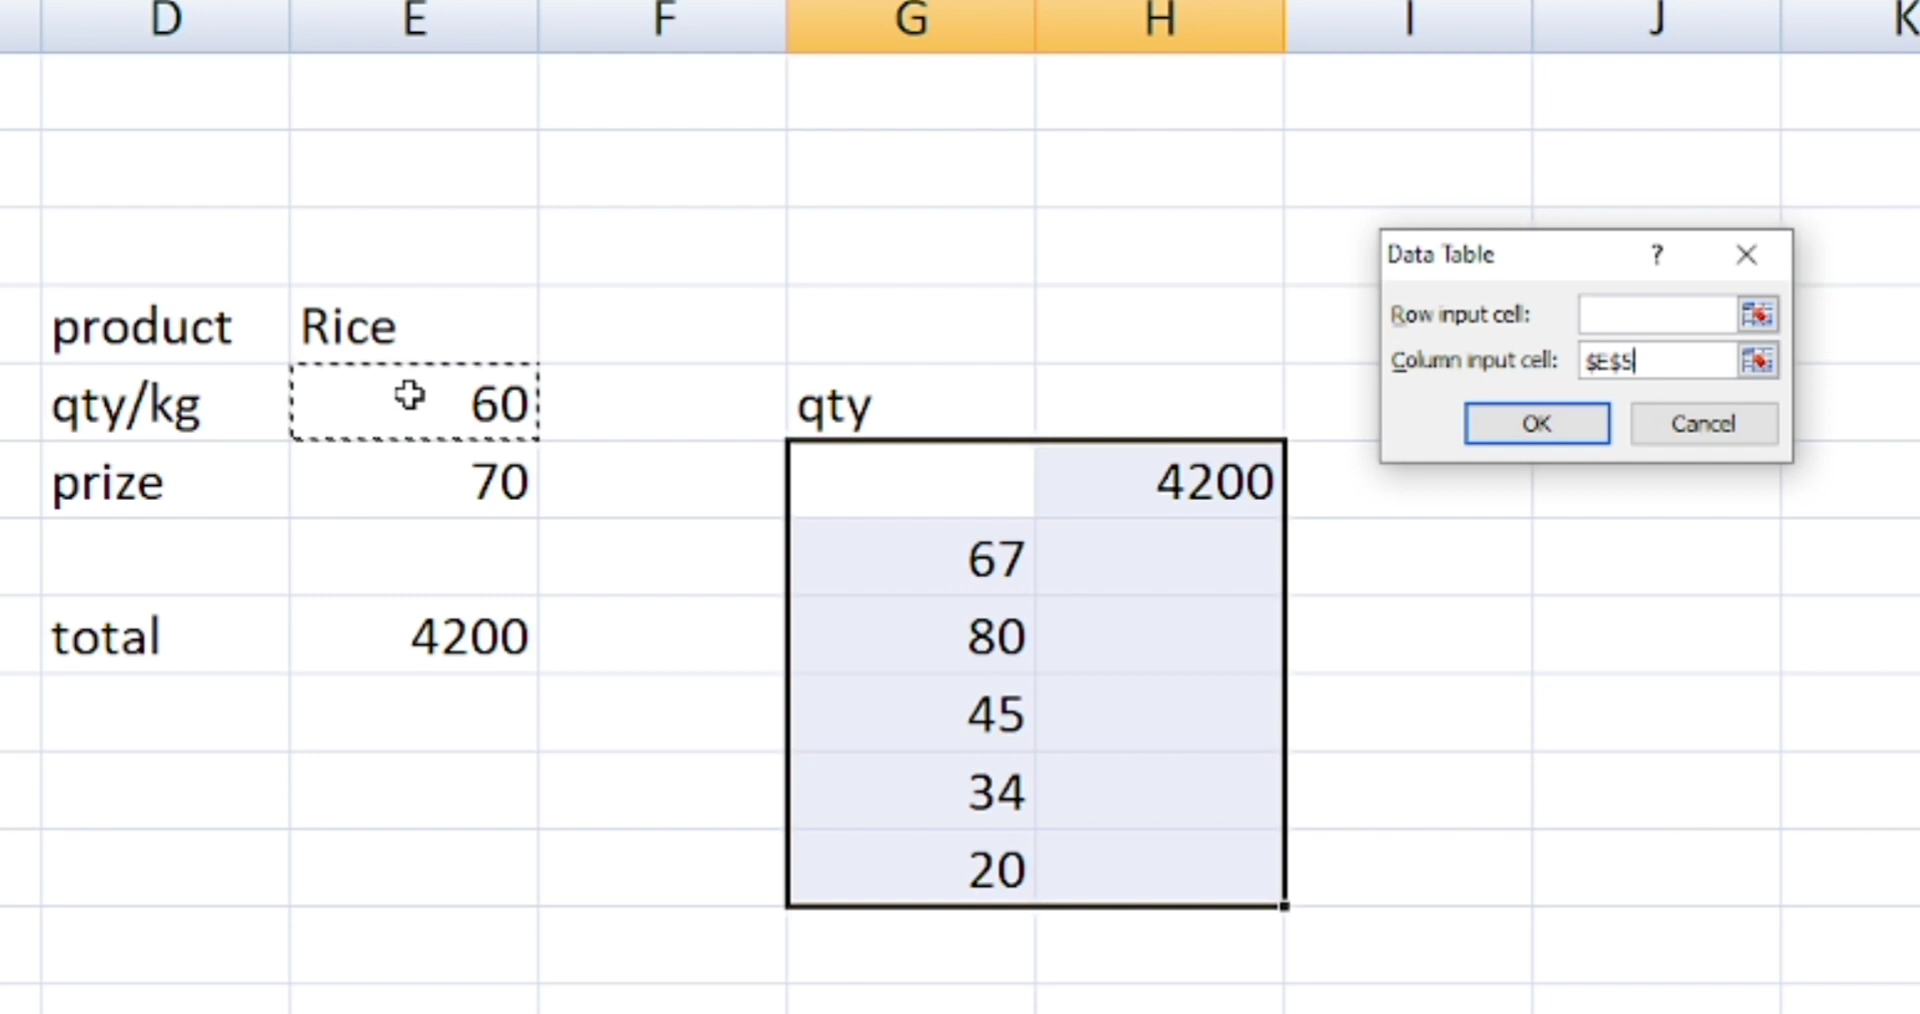 D E F G H I J K
Data Table ?
Row input cell:
product Rice
Column input cell: $E$5
qty/kg 60 qty
OK Cancel
prize 70 4200
67
total 4200 80
45
34
20